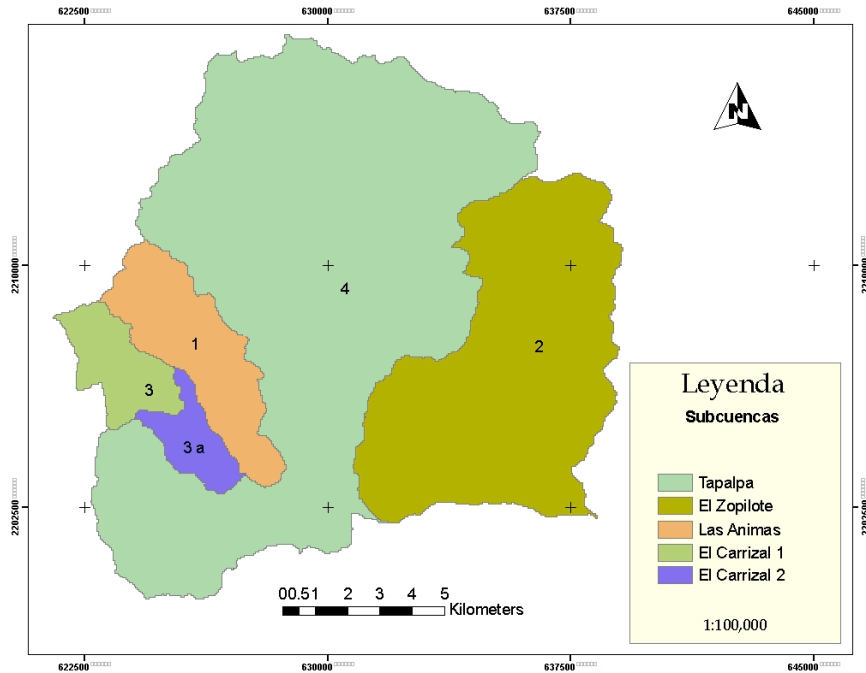 622500 630000 637500 645000
N
2210000 2210000
4
1
2
3
3 a
Leyenda
Subcuencas
Tapalpa
El Zopilote
Las Animas
El Carrizal 1
El Carrizal 2
1:100,000
2202500 2202500
00.51 2 3 4 5
Kilometers
622500 630000 637500 645000